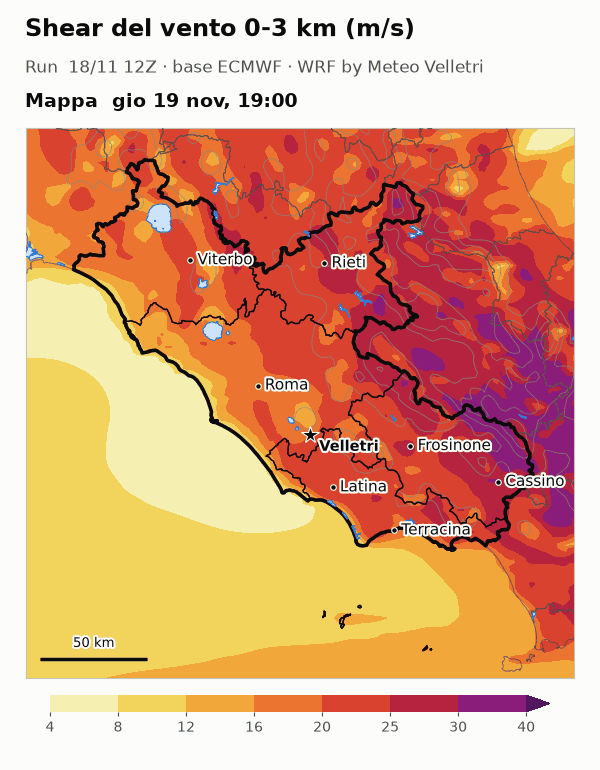 Shear del vento 0-3 km (m/s)
Run  18/11 12Z · base ECMWF · WRF by Meteo Velletri
Mappa  gio 19 nov, 19:00
Viterbo
Rieti
Roma
Velletri
Frosinone
Latina
Cassino
Terracina
50 km
4 8 12 16 20 25 30 40